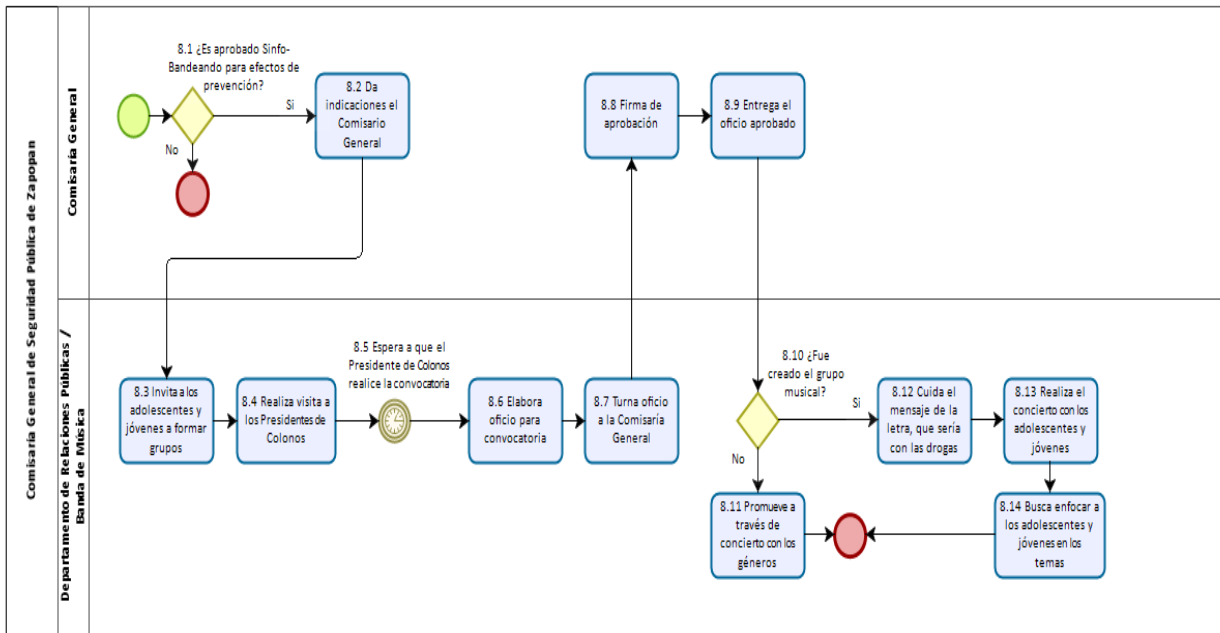 Comisaría General de Seguridad Pública de Zapopan
Comisaría General
8.1 ¿Es aprobado Sinfo-
Bandeando para efectos de
prevención?
Si
No
8.2 Da
indicaciones el
Comisario
General
8.8 Firma de
aprobación
8.9 Entrega el
oficio aprobado
Departamento de Relaciones Públicas /
Banda de Música
8.3 Invita a los
adolescentes y
jóvenes a formar
grupos
8.4 Realiza visita a
los Presidentes de
Colonos
8.5 Espera a que el
Presidente de Colonos
realice la convocatoria
8.6 Elabora
oficio para
convocatoria
8.7 Turna oficio
a la Comisaría
General
8.10 ¿Fue
creado el grupo
musical?
Si
No
8.11 Promueve a
través de
concierto con los
géneros
8.12 Cuida el
mensaje de la
letra, que sería
con las drogas
8.13 Realiza el
concierto con los
adolescentes y
jóvenes
8.14 Busca enfocar a
los adolescentes y
jóvenes en los
temas